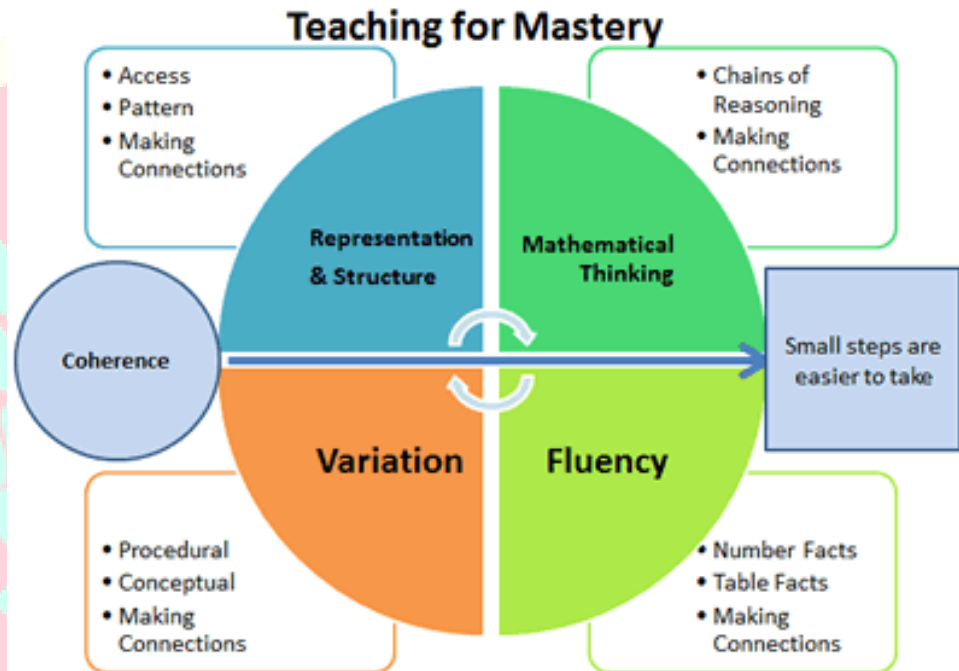 Teaching for Mastery
• Access
• Pattern
• Making
Connections
• Chains of
Reasoning
• Making
Connections
Representation
& Structure
Mathematical
Thinking
Coherence
Small steps are
easier to take
Variation
Fluency
• Procedural
• Conceptual
• Making
Connections
• Number Facts
• Table Facts
• Making
Connections